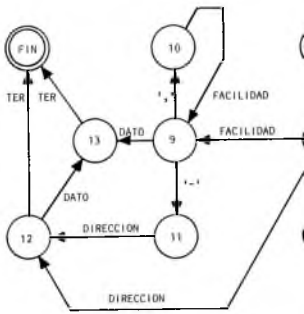 FIN
10
TER
TER
','
FACILIDAD
13
DATO
9
FACILIDAD
DATO
'-'
12
DIRECCION
11
DIRECCION